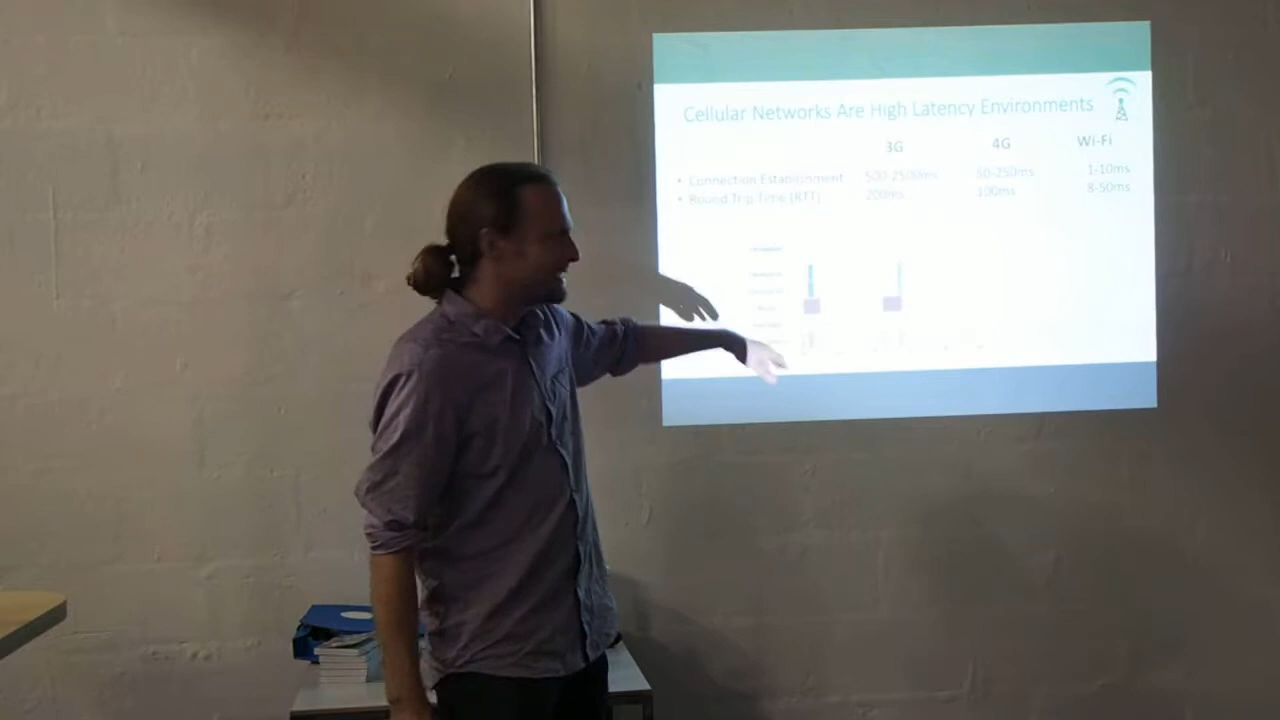 Cellular Networks Are High Latency Environments
3G 4G Wi-Fi
• Connection Establishment 500-2500ms 50-250ms 1-10ms
• Round Trip Time (RTT) 200ms 100ms 8-50ms